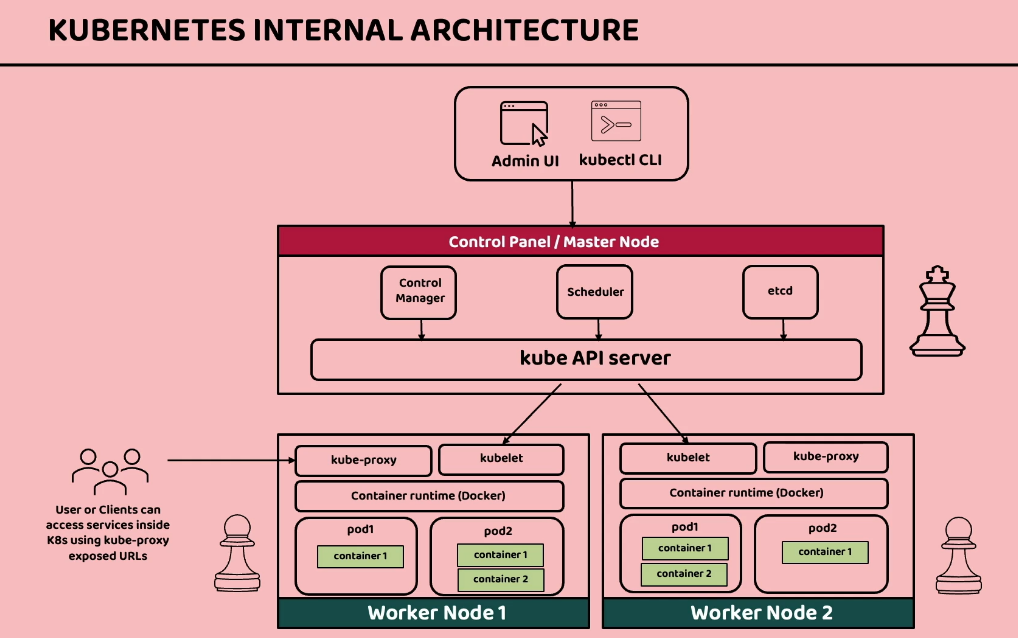 KUBERNETES INTERNAL ARCHITECTURE
Admin UI
kubectl CLI
Control Panel / Master Node
Control
Manager
Scheduler
etcd
kube API server
User or Clients can
access services inside
K8s using kube-proxy
exposed URLs
kube-proxy
kubelet
Container runtime (Docker)
pod1
container 1
pod2
container 1
container 2
Worker Node 1
kubelet
kube-proxy
Container runtime (Docker)
pod1
container 1
container 2
pod2
container 1
Worker Node 2